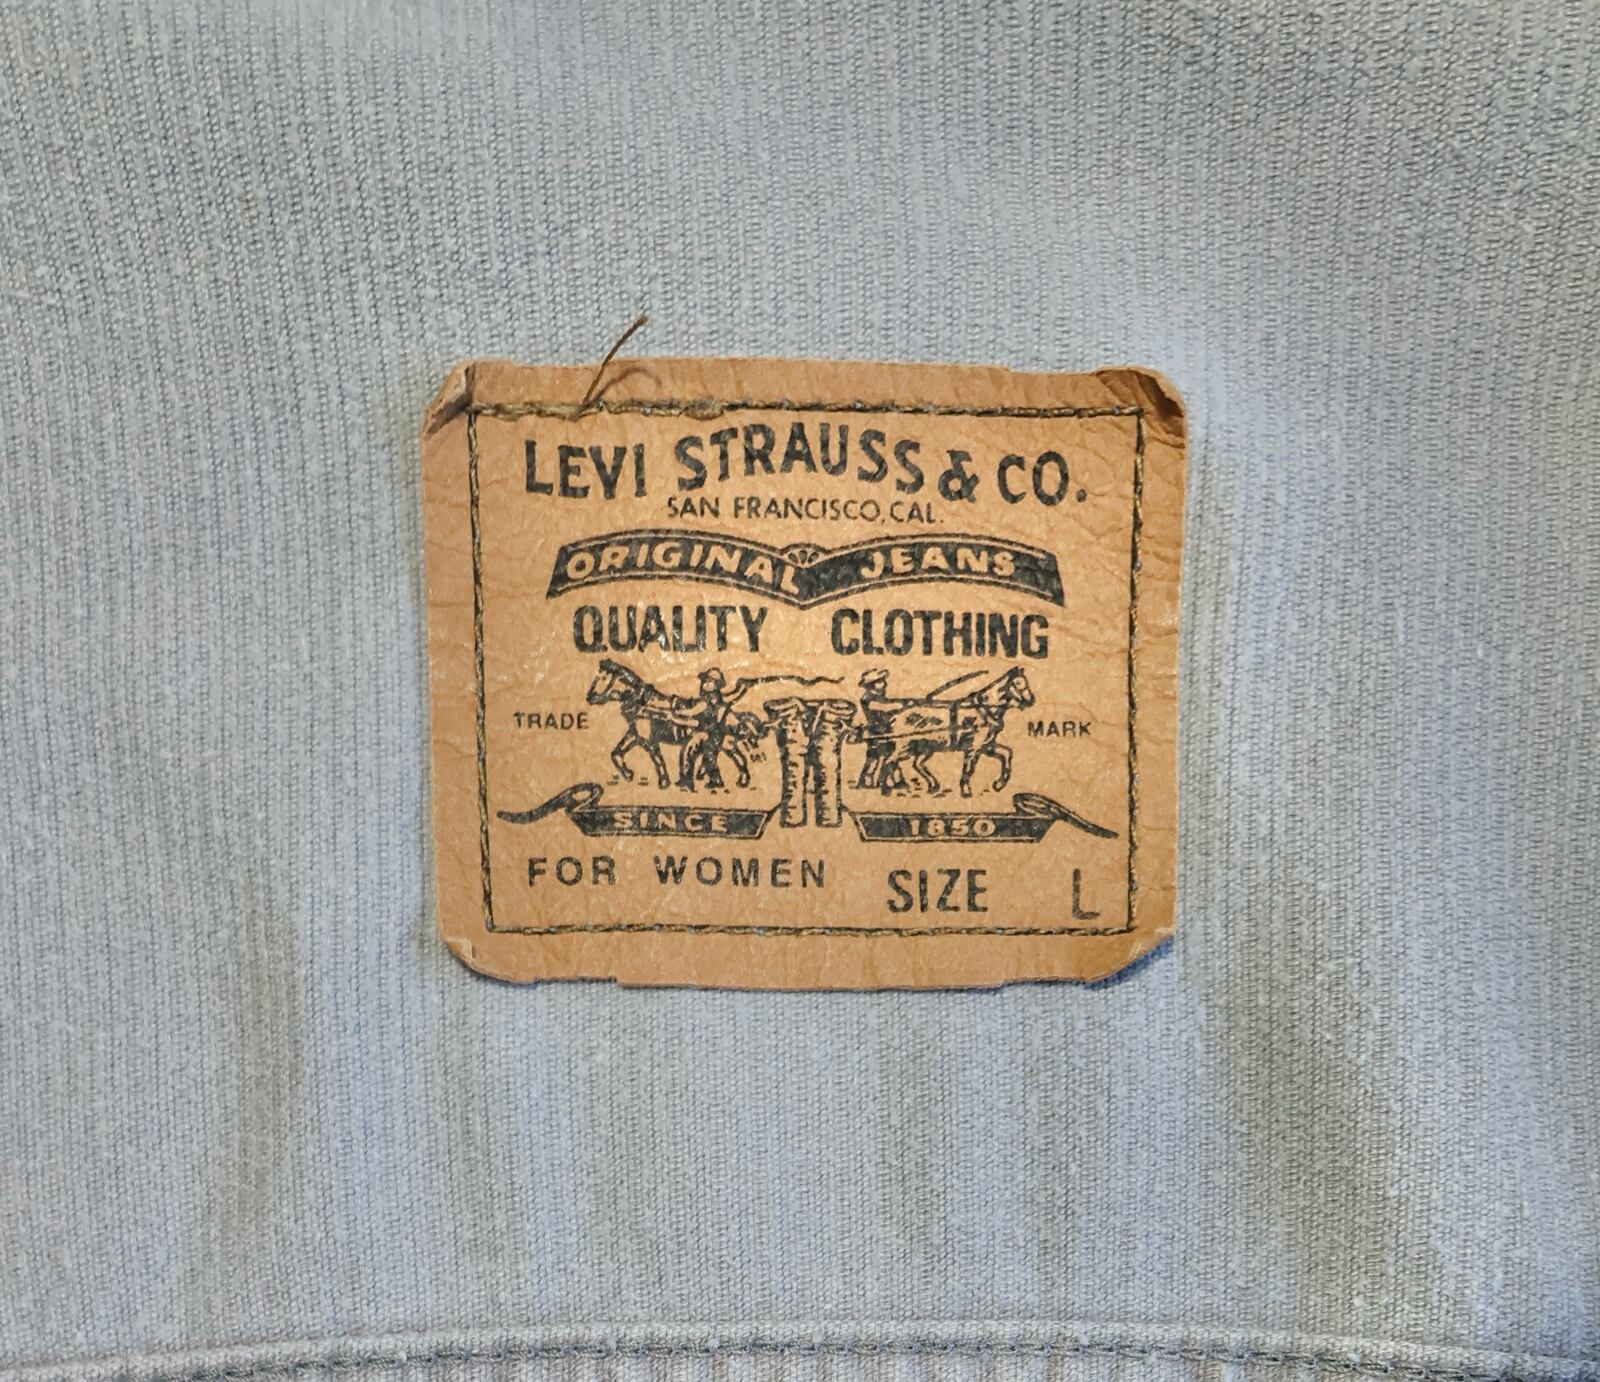 LEVI STRAUSS & CO.
SAN FRANCISCO, CAL.
ORIGINAL JEANS
QUALITY CLOTHING
TRADE MARK
SINCE 1850
FOR WOMEN SIZE L